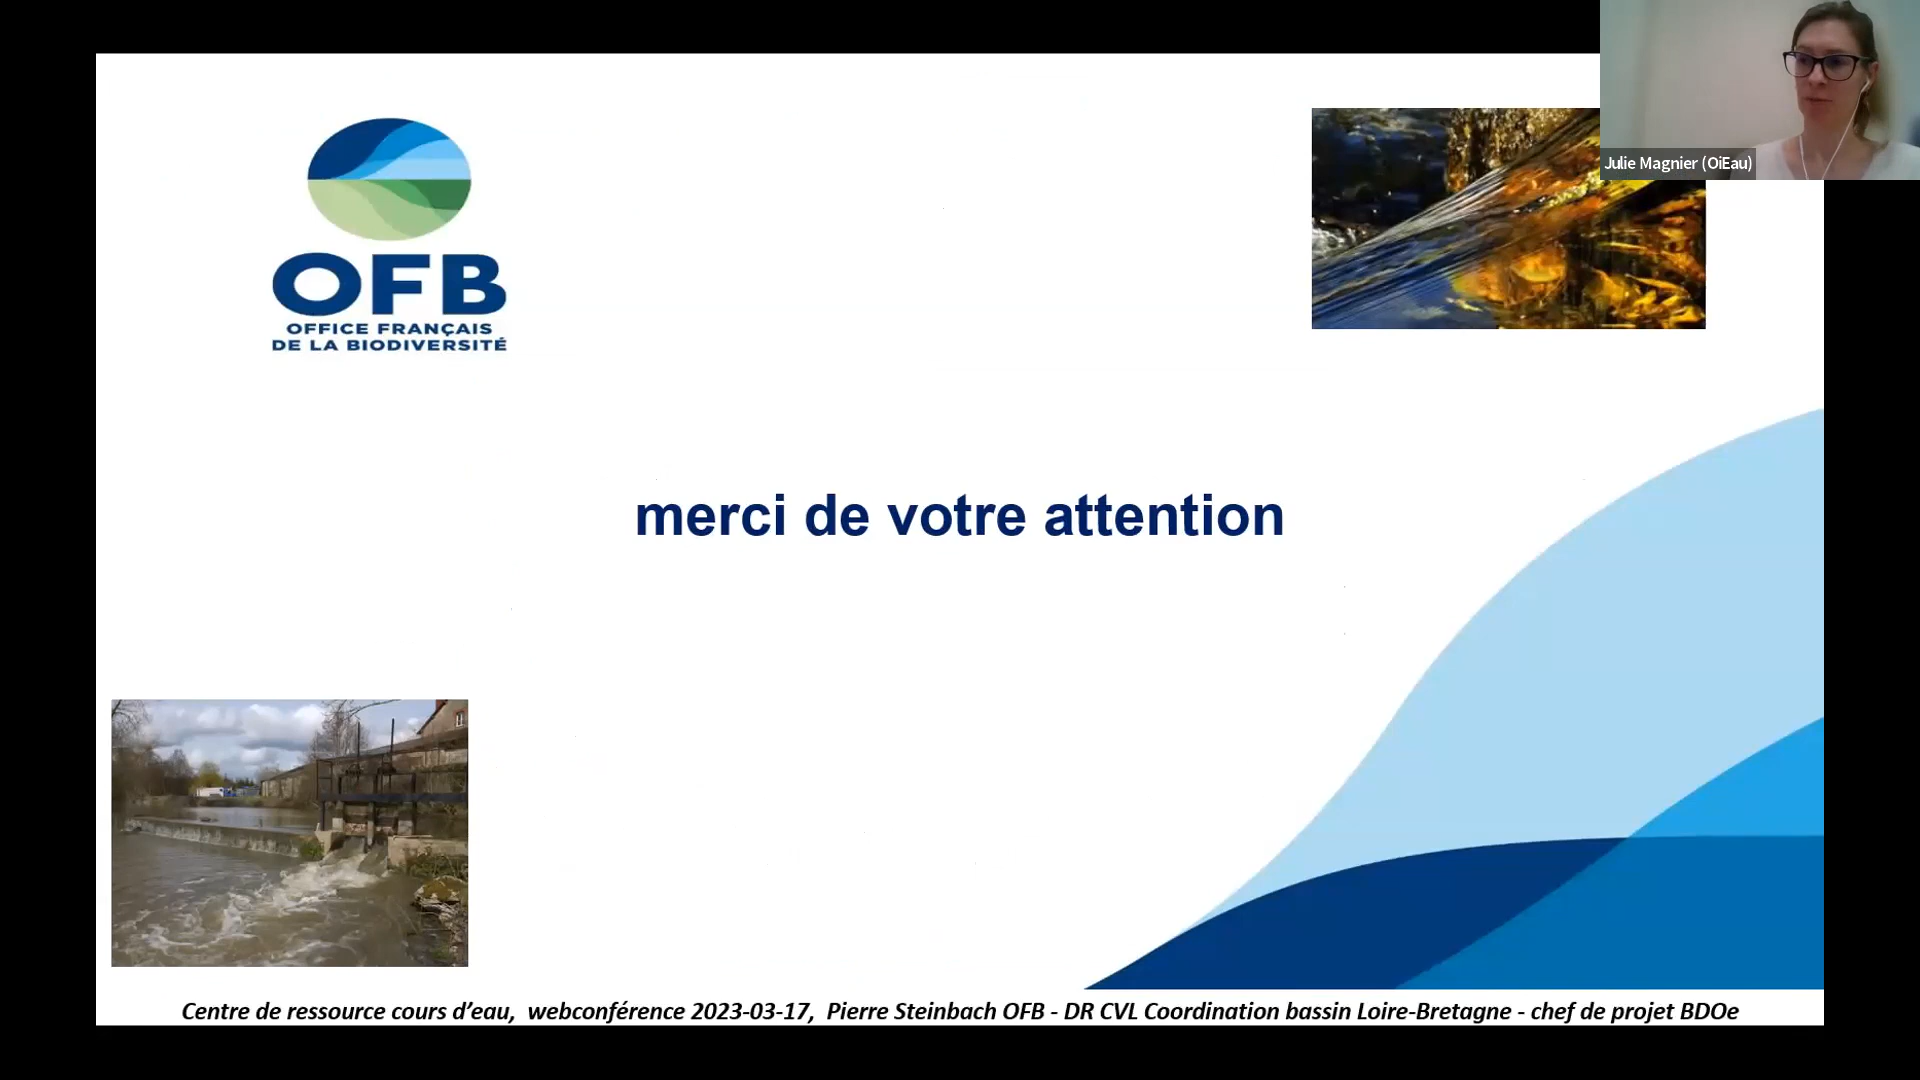 Julie Magnier (OiEau)
OFB
OFFICE FRANÇAIS
DE LA BIODIVERSITÉ
merci de votre attention
Centre de ressource cours d’eau, webconférence 2023-03-17, Pierre Steinbach OFB - DR CVL Coordination bassin Loire-Bretagne - chef de projet BDOe